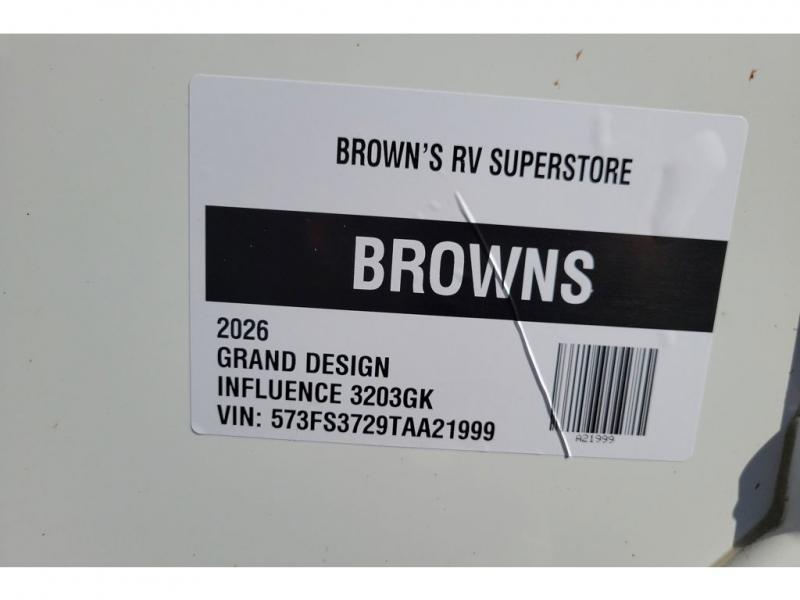 BROWN'S RV SUPERSTORE
BROWNS
2026
GRAND DESIGN
INFLUENCE 3203GK
VIN: 573FS3729TAA21999
A21999